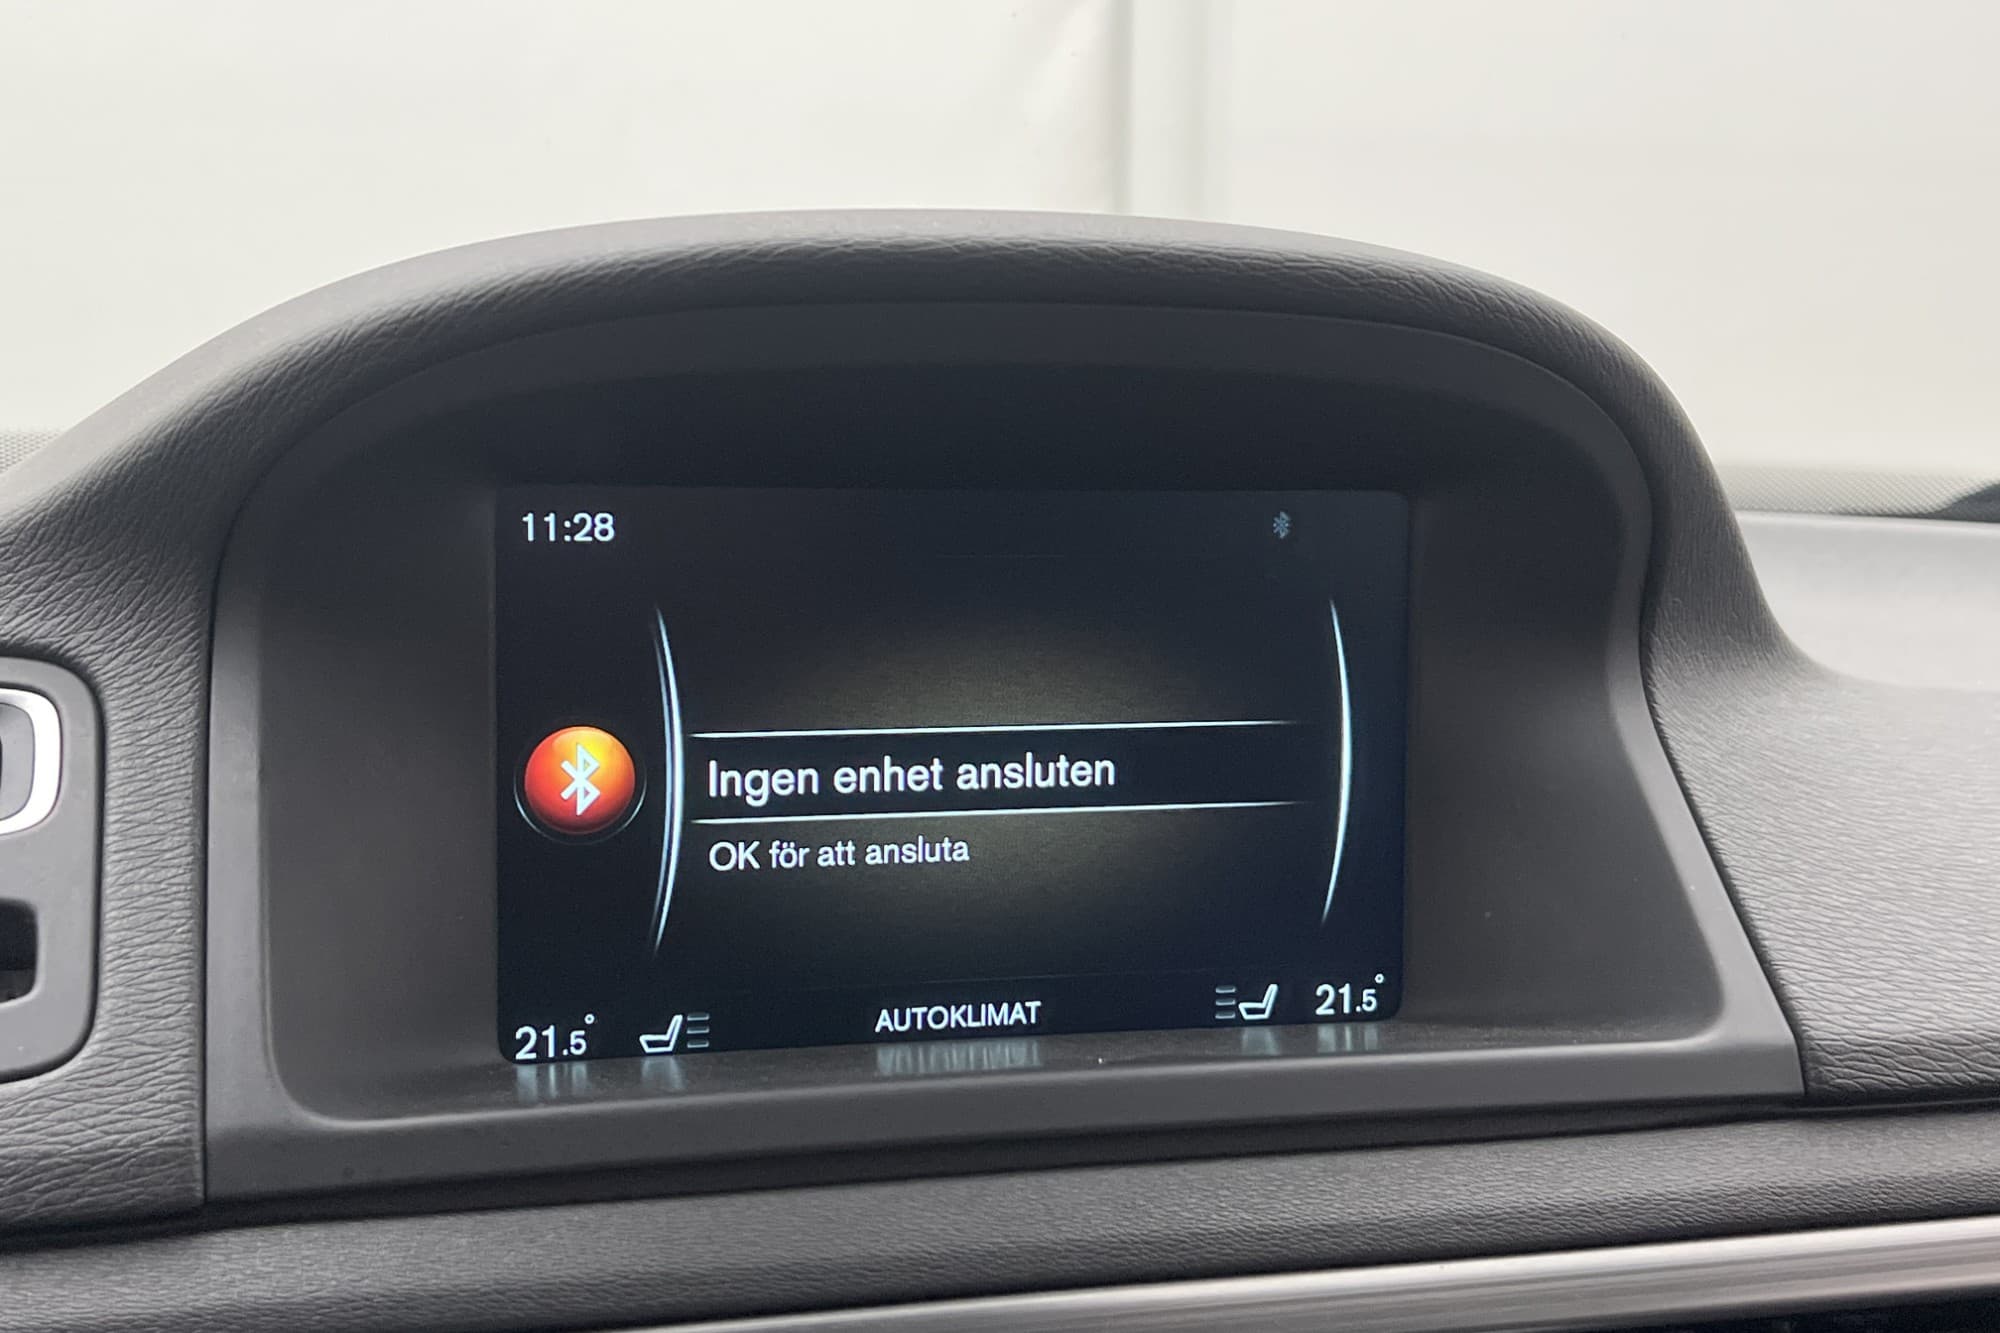 11:28
Ingen enhet ansluten
OK för att ansluta
21.5° AUTOKLIMAT 21.5°